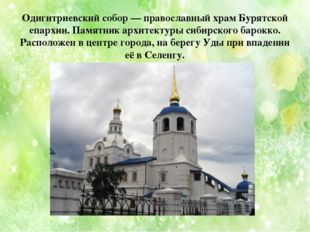 Одигитриевский собор — православный храм Бурятской
епархии. Памятник архитектуры сибирского барокко.
Расположен в центре города, на берегу Уды при впадении
её в Селенгу.